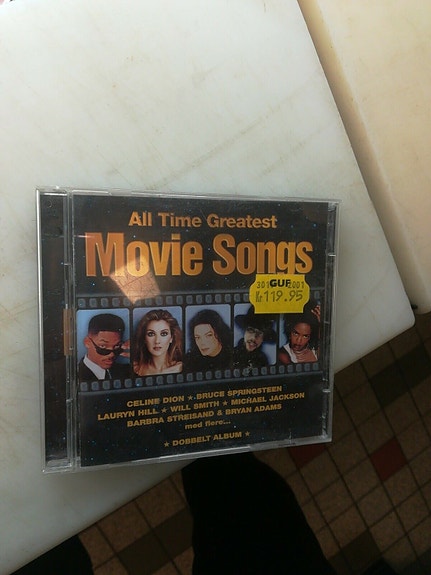 All Time Greatest
Movie Songs
GUF
Kr 119.95
CELINE DION ★ BRUCE SPRINGSTEEN
LAURYN HILL ★ WILL SMITH ★ MICHAEL JACKSON
BARBRA STREISAND & BRYAN ADAMS
med flere...
★ DOBBELT ALBUM ★